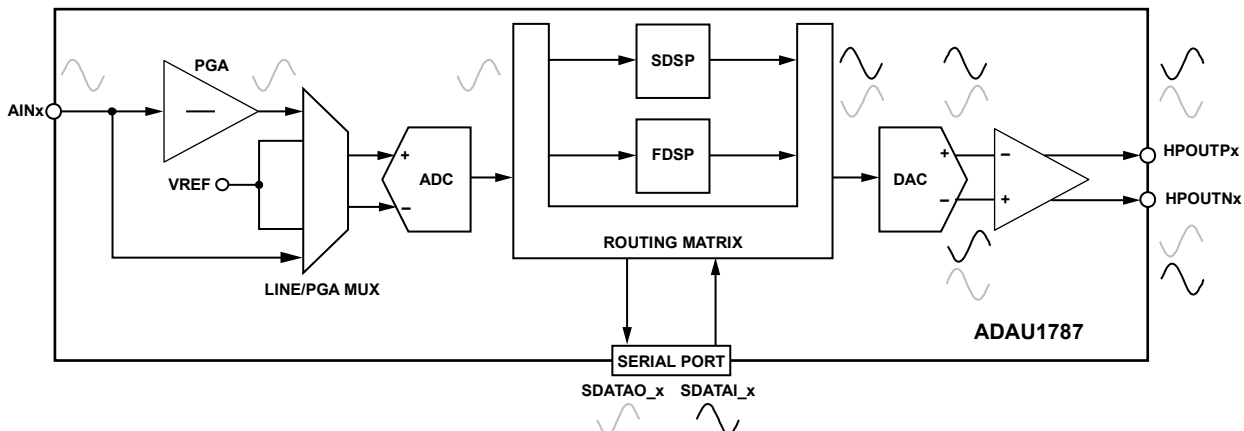 PGA
AINx
VREF
LINE/PGA MUX
+
−
ADC
SDSP
FDSP
ROUTING MATRIX
DAC
+
−
−
+
HPOUTPx
HPOUTNx
ADAU1787
SERIAL PORT
SDATAO_x SDATAI_x